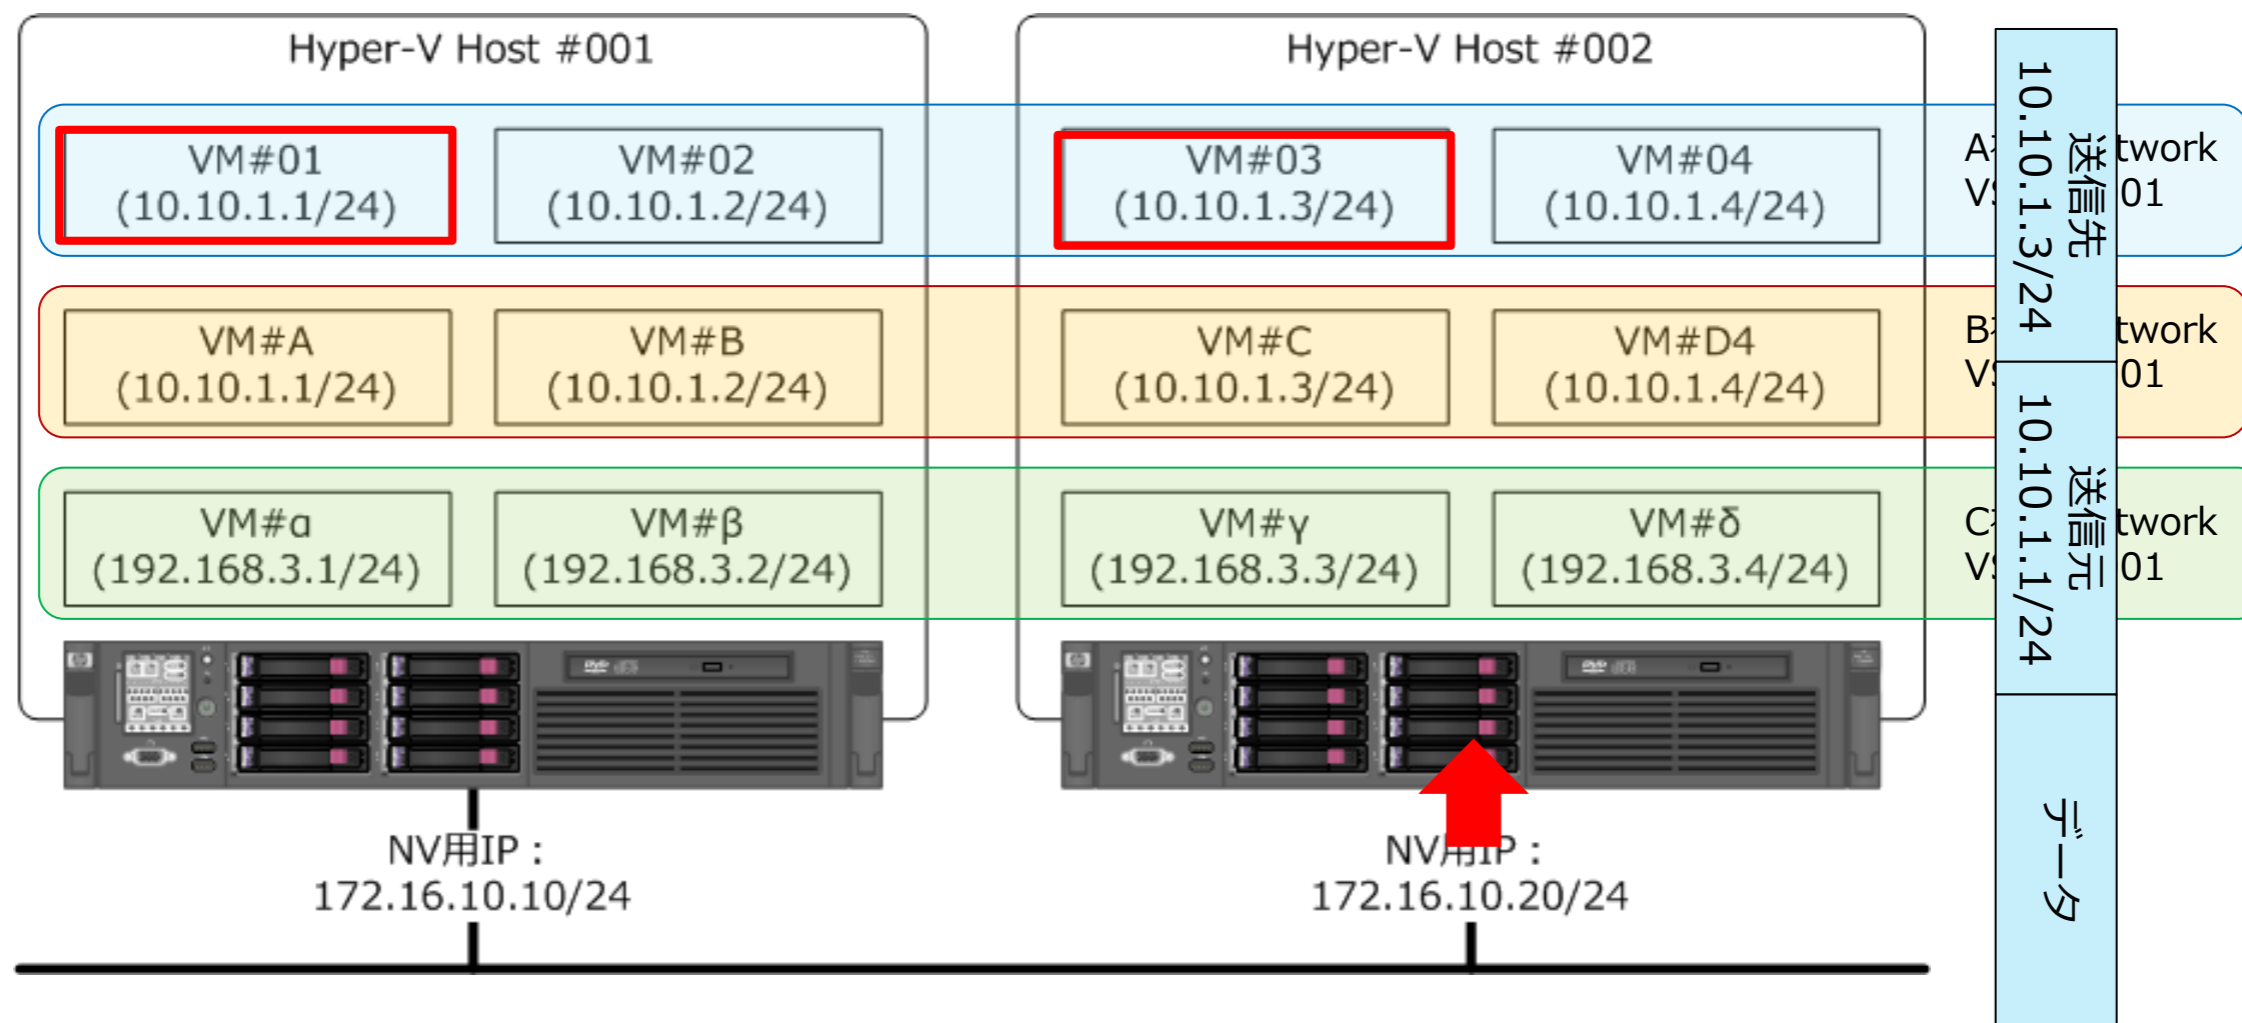 Hyper-V Host #001
Hyper-V Host #002
VM#01
(10.10.1.1/24)
VM#02
(10.10.1.2/24)
VM#03
(10.10.1.3/24)
VM#04
(10.10.1.4/24)
twork
01
VM#A
(10.10.1.1/24)
VM#B
(10.10.1.2/24)
VM#C
(10.10.1.3/24)
VM#D4
(10.10.1.4/24)
twork
01
VM#α
(192.168.3.1/24)
VM#β
(192.168.3.2/24)
VM#γ
(192.168.3.3/24)
VM#δ
(192.168.3.4/24)
twork
01
NV用IP：
172.16.10.10/24
NV用IP：
172.16.10.20/24
送信先
10.10.1.3/24
送信元
10.10.1.1/24
データ